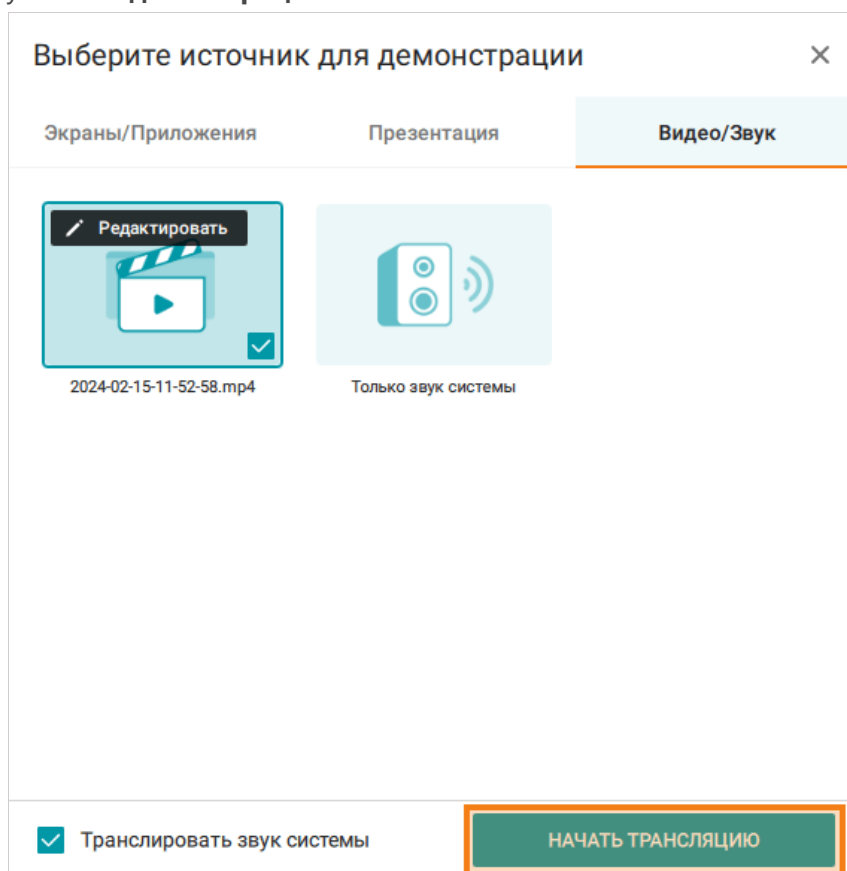 Выберите источник для демонстрации
Экраны/Приложения Презентация Видео/Звук
Редактировать
2024-02-15-11-52-58.mp4 Только звук системы
Транслировать звук системы НАЧАТЬ ТРАНСЛЯЦИЮ